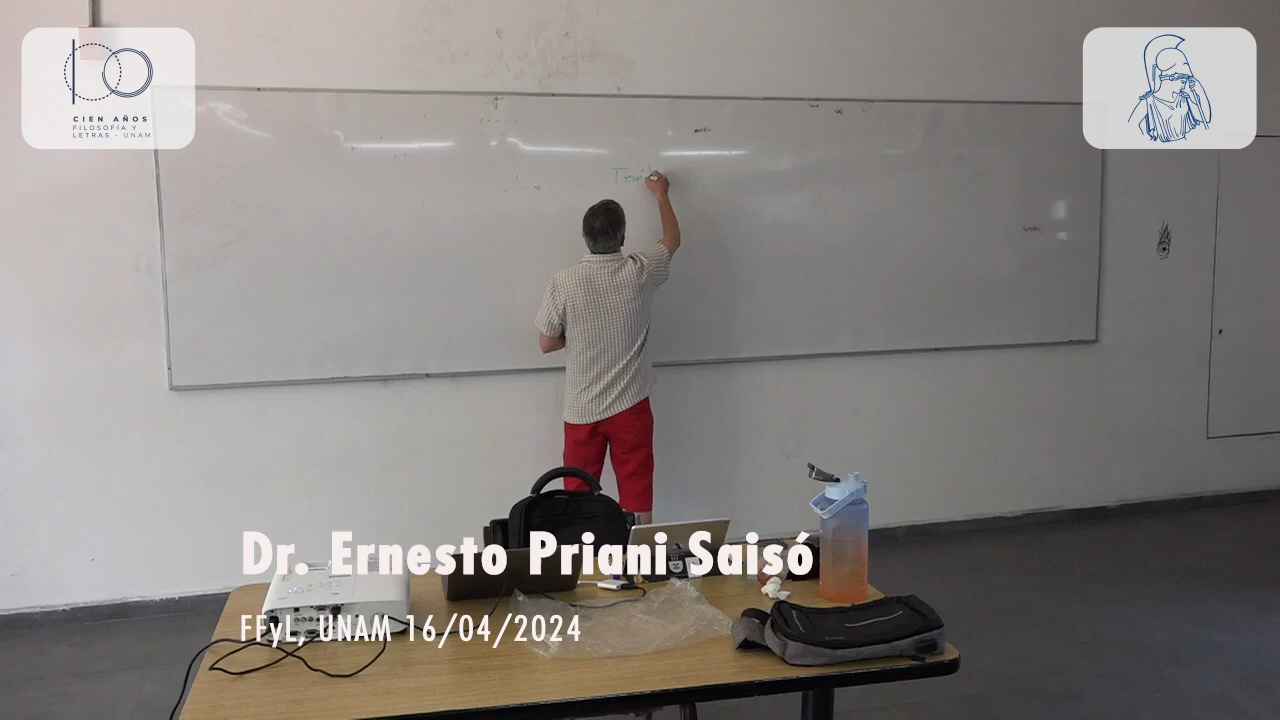 CIEN AÑOS
FILOSOFÍA Y
LETRAS - UNAM
Dr. Ernesto Priani Saisó
FFyL, UNAM 16/04/2024